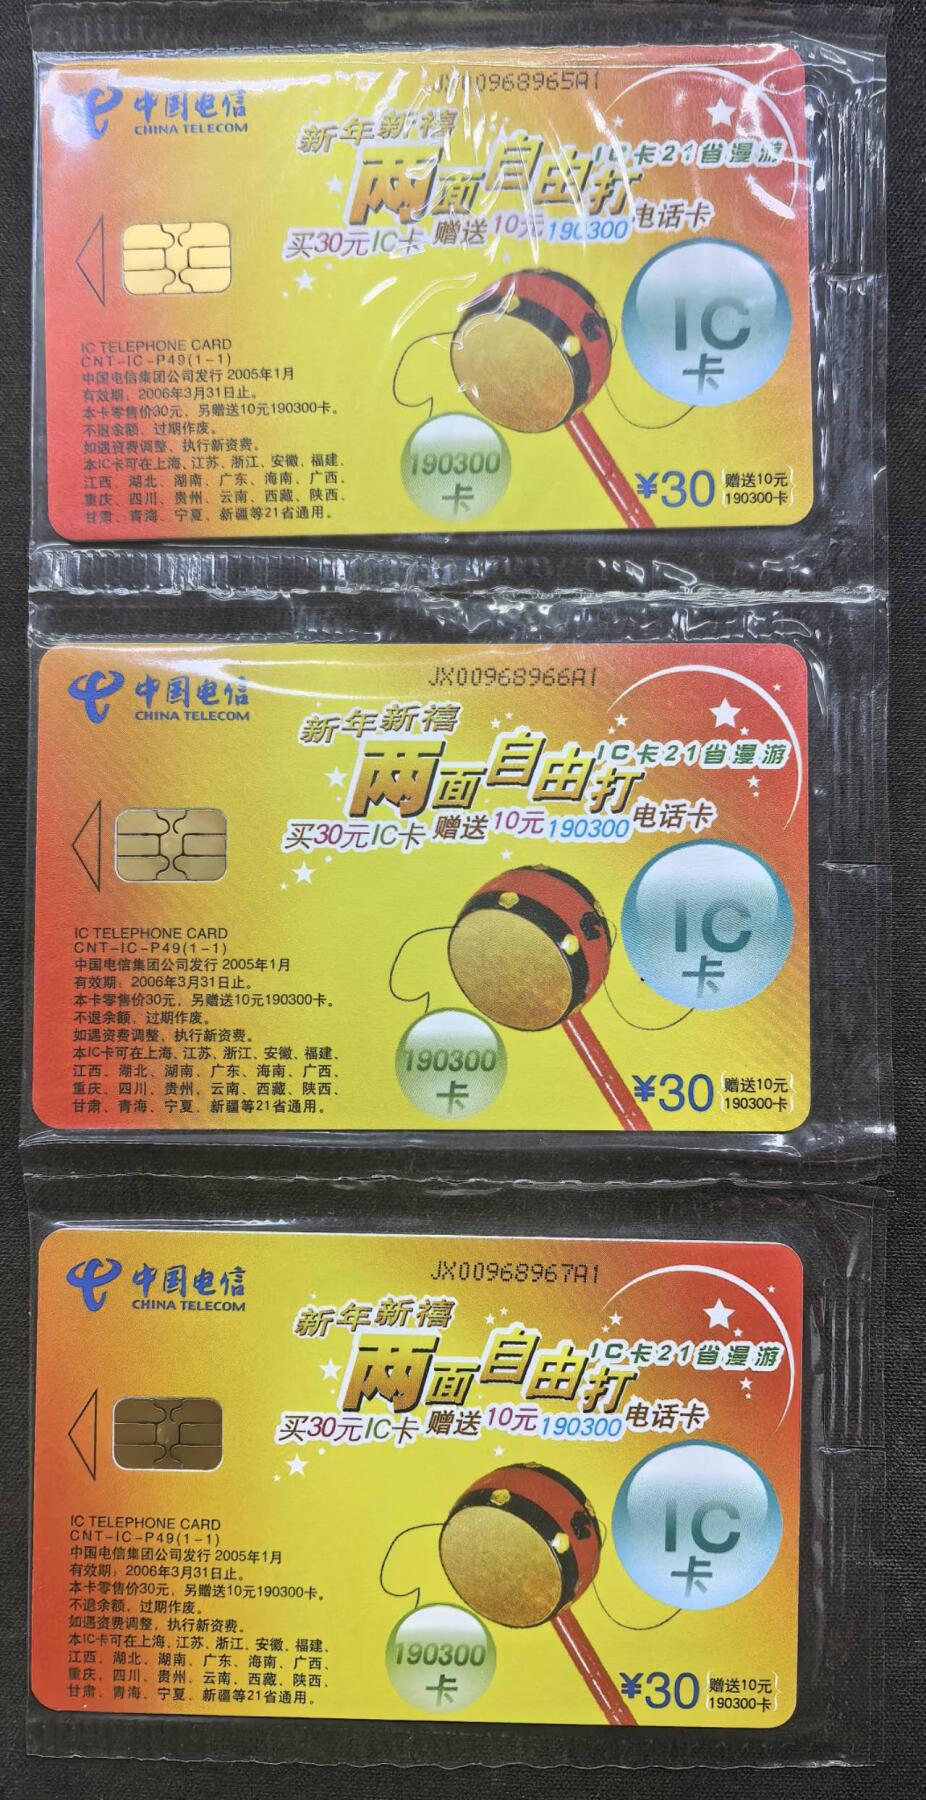 中国电信
CHINA TELECOM
JX00968965A1
新年新禧
两面自由打
IC卡21省漫游
买30元IC卡 赠送10元190300电话卡
IC
卡
IC TELEPHONE CARD
CNT-IC-P49(1-1)
中国电信集团公司发行 2005年1月
有效期：2006年3月31日止。
本卡零售价30元，另赠送10元190300卡。
不退余额，过期作废。
如遇资费调整，执行新资费。
本IC卡可在上海、江苏、浙江、安徽、福建、
江西、湖北、湖南、广东、海南、广西、
重庆、四川、贵州、云南、西藏、陕西、
甘肃、青海、宁夏、新疆等21省通用。
190300
卡
¥30
赠送10元
190300卡
中国电信
CHINA TELECOM
JX00968966A1
新年新禧
两面自由打
IC卡21省漫游
买30元IC卡 赠送10元190300电话卡
IC
卡
IC TELEPHONE CARD
CNT-IC-P49(1-1)
中国电信集团公司发行 2005年1月
有效期：2006年3月31日止。
本卡零售价30元，另赠送10元190300卡。
不退余额，过期作废。
如遇资费调整，执行新资费。
本IC卡可在上海、江苏、浙江、安徽、福建、
江西、湖北、湖南、广东、海南、广西、
重庆、四川、贵州、云南、西藏、陕西、
甘肃、青海、宁夏、新疆等21省通用。
190300
卡
¥30
赠送10元
190300卡
中国电信
CHINA TELECOM
JX00968967A1
新年新禧
两面自由打
IC卡21省漫游
买30元IC卡 赠送10元190300电话卡
IC
卡
IC TELEPHONE CARD
CNT-IC-P49(1-1)
中国电信集团公司发行 2005年1月
有效期：2006年3月31日止。
本卡零售价30元，另赠送10元190300卡。
不退余额，过期作废。
如遇资费调整，执行新资费。
本IC卡可在上海、江苏、浙江、安徽、福建、
江西、湖北、湖南、广东、海南、广西、
重庆、四川、贵州、云南、西藏、陕西、
甘肃、青海、宁夏、新疆等21省通用。
190300
卡
¥30
赠送10元
190300卡